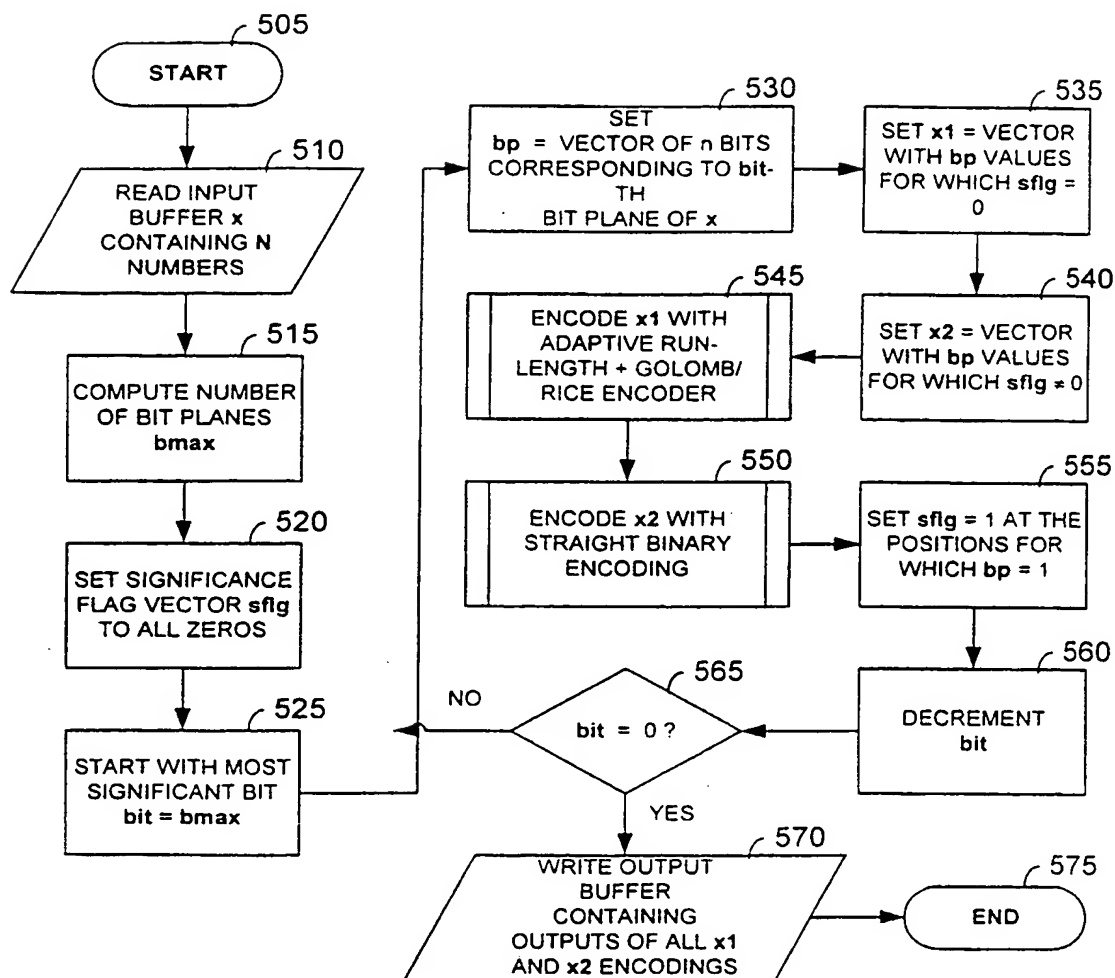 505
START
510
READ INPUT
BUFFER x
CONTAINING N
NUMBERS
515
COMPUTE NUMBER
OF BIT PLANES
bmax
520
SET SIGNIFICANCE
FLAG VECTOR sflg
TO ALL ZEROS
525
START WITH MOST
SIGNIFICANT BIT
bit = bmax
530
SET
bp = VECTOR OF n BITS
CORRESPONDING TO bit-
TH
BIT PLANE OF x
535
SET x1 = VECTOR
WITH bp VALUES
FOR WHICH sflg =
0
540
SET x2 = VECTOR
WITH bp VALUES
FOR WHICH sflg ≠ 0
545
ENCODE x1 WITH
ADAPTIVE RUN-
LENGTH + GOLOMB/
RICE ENCODER
550
ENCODE x2 WITH
STRAIGHT BINARY
ENCODING
555
SET sflg = 1 AT THE
POSITIONS FOR
WHICH bp = 1
560
DECREMENT
bit
565
bit = 0 ?
NO
YES
570
WRITE OUTPUT
BUFFER
CONTAINING
OUTPUTS OF ALL x1
AND x2 ENCODINGS
575
END